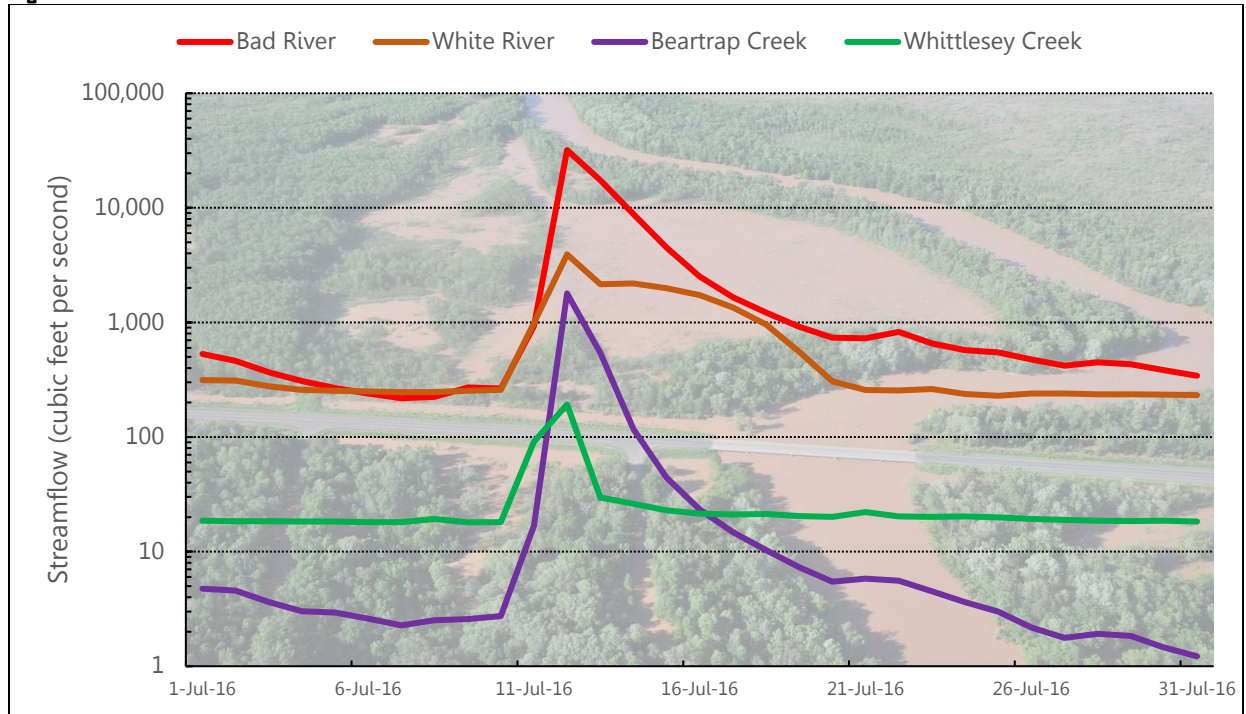 Bad River White River Beartrap Creek Whittlesey Creek
Streamflow (cubic feet per second)
100,000
10,000
1,000
100
10
1
1-Jul-16 6-Jul-16 11-Jul-16 16-Jul-16 21-Jul-16 26-Jul-16 31-Jul-16